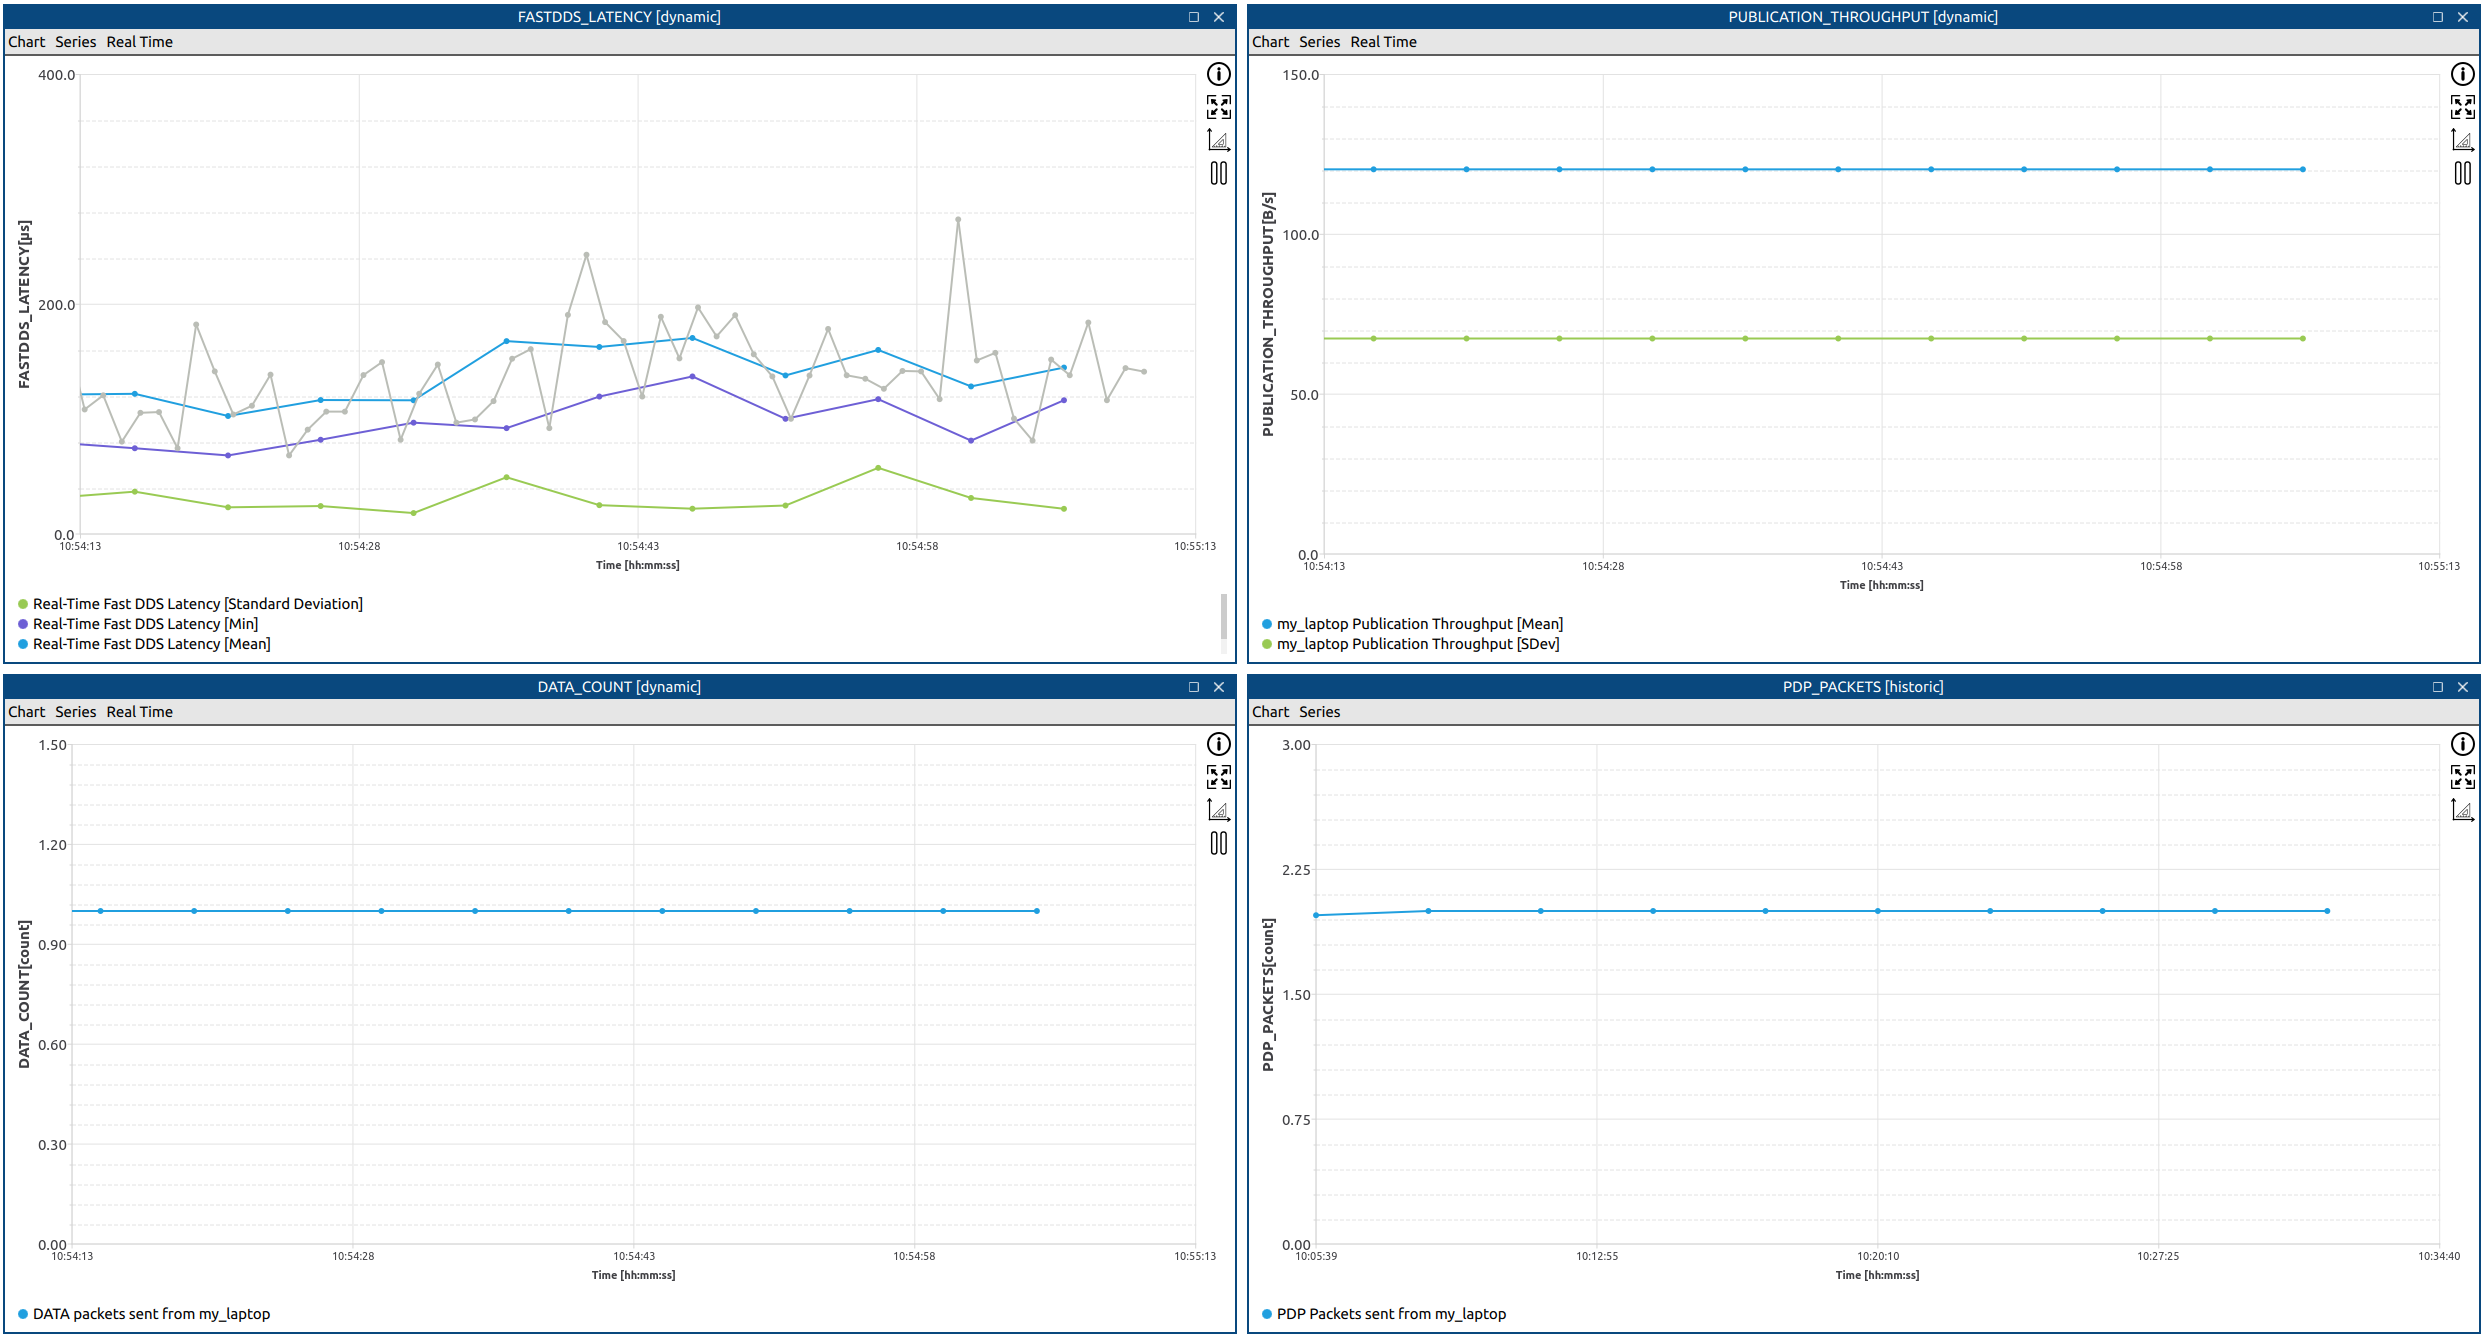 FASTDDS_LATENCY [dynamic]
Chart Series Real Time
400.0
200.0
0.0
FASTDDS_LATENCY[µs]
10:54:13 10:54:28 10:54:43 10:54:58 10:55:13
Time [hh:mm:ss]
Real-Time Fast DDS Latency [Standard Deviation]
Real-Time Fast DDS Latency [Min]
Real-Time Fast DDS Latency [Mean]
PUBLICATION_THROUGHPUT [dynamic]
Chart Series Real Time
150.0
100.0
50.0
0.0
PUBLICATION_THROUGHPUT[B/s]
10:54:13 10:54:28 10:54:43 10:54:58 10:55:13
Time [hh:mm:ss]
my_laptop Publication Throughput [Mean]
my_laptop Publication Throughput [SDev]
DATA_COUNT [dynamic]
Chart Series Real Time
1.50
1.20
0.90
0.60
0.30
0.00
DATA_COUNT[count]
10:54:13 10:54:28 10:54:43 10:54:58 10:55:13
Time [hh:mm:ss]
DATA packets sent from my_laptop
PDP_PACKETS [historic]
Chart Series
3.00
2.25
1.50
0.75
0.00
PDP_PACKETS[count]
10:05:39 10:12:55 10:20:10 10:27:25 10:34:40
Time [hh:mm:ss]
PDP Packets sent from my_laptop